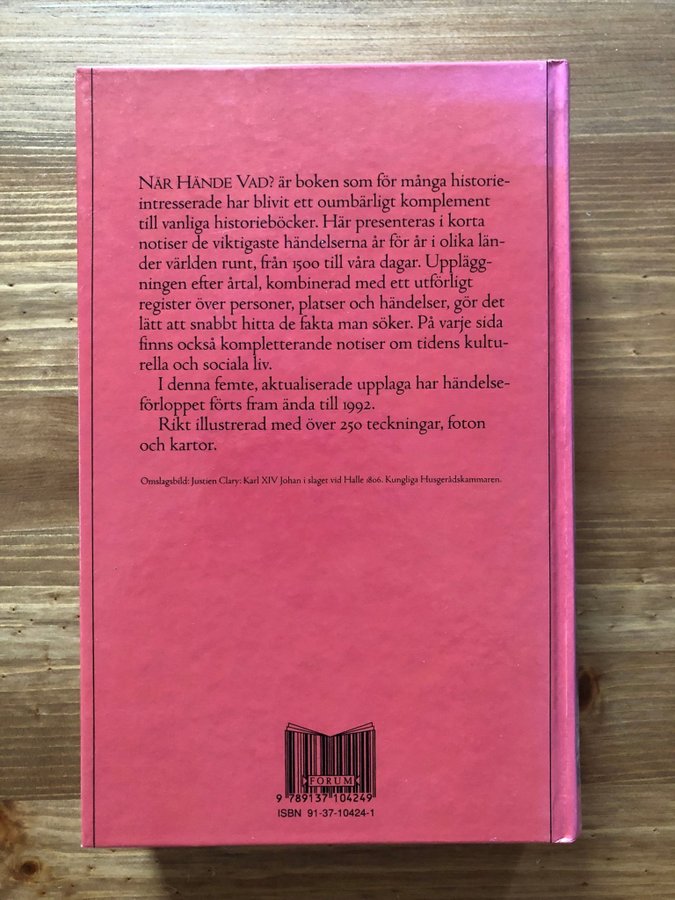 NÄR HÄNDE VAD? är boken som för många historie-
intresserade har blivit ett oumbärligt komplement
till vanliga historieböcker. Här presenteras i korta
notiser de viktigaste händelserna år för år i olika län-
der världen runt, från 1500 till våra dagar. Uppläg-
ningen efter årtal, kombinerad med ett utförligt
register över personer, platser och händelser, gör det
lätt att snabbt hitta de fakta man söker. På varje sida
finns också kompletterande notiser om tidens kultu-
rella och sociala liv.
I denna femte, aktualiserade upplaga har händelse-
förloppet förts fram ända till 1992.
Rikt illustrerad med över 250 teckningar, foton
och kartor.
Omslagsbild: Justien Clary: Karl XIV Johan i slaget vid Halle 1806. Kungliga Husgerådskammaren.
FORUM
9 789137 104249
ISBN 91-37-10424-1